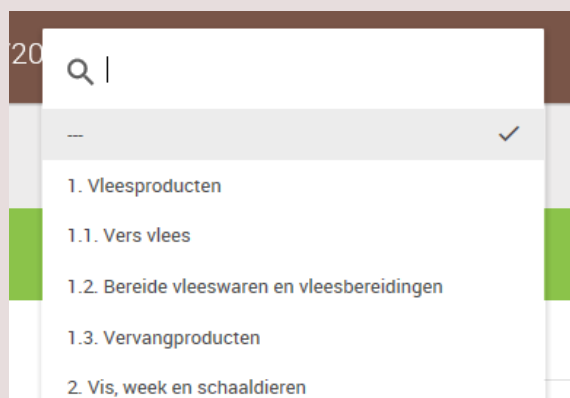 20
---
1. Vleesproducten
1.1. Vers vlees
1.2. Bereide vleeswaren en vleesbereidingen
1.3. Vervangproducten
2. Vis, week en schaaldieren